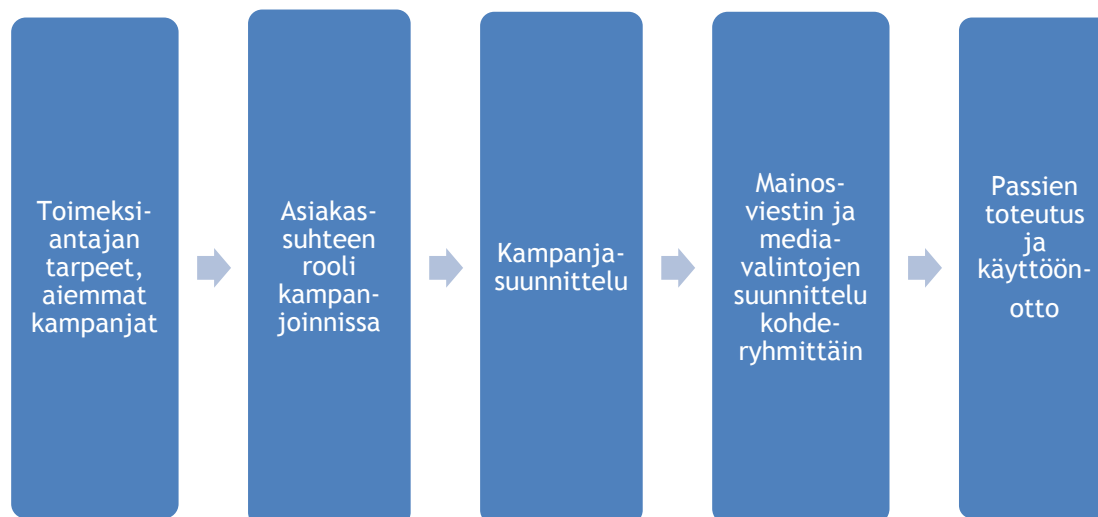 Toimeksi-
antajan
tarpeet,
aiemmat
kampanjat
Asiakas-
suhteen
rooli
kampan-
joinnissa
Kampanja-
suunnittelu
Mainos-
viestin ja
media-
valintojen
suunnittelu
kohde-
ryhmittäin
Passien
toteutus
ja
käyttöön-
otto